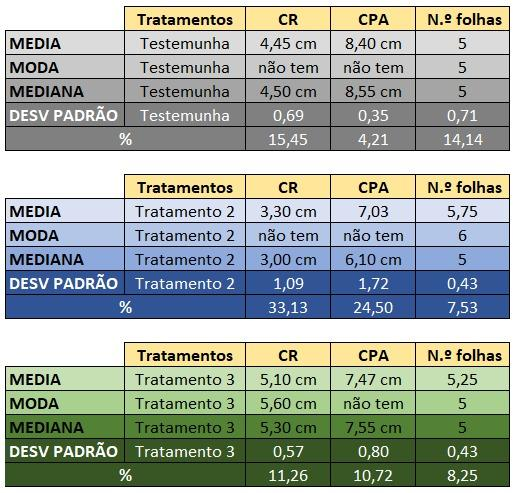 Tratamentos CR CPA N.º folhas
MEDIA Testemunha 4,45 cm 8,40 cm 5
MODA Testemunha não tem não tem 5
MEDIANA Testemunha 4,50 cm 8,55 cm 5
DESV PADRÃO Testemunha 0,69 0,35 0,71
% 15,45 4,21 14,14
Tratamentos CR CPA N.º folhas
MEDIA Tratamento 2 3,30 cm 7,03 5,75
MODA Tratamento 2 não tem não tem 6
MEDIANA Tratamento 2 3,00 cm 6,10 cm 5
DESV PADRÃO Tratamento 2 1,09 1,72 0,43
% 33,13 24,50 7,53
Tratamentos CR CPA N.º folhas
MEDIA Tratamento 3 5,10 cm 7,47 cm 5,25
MODA Tratamento 3 5,60 cm não tem 5
MEDIANA Tratamento 3 5,30 cm 7,55 cm 5
DESV PADRÃO Tratamento 3 0,57 0,80 0,43
% 11,26 10,72 8,25